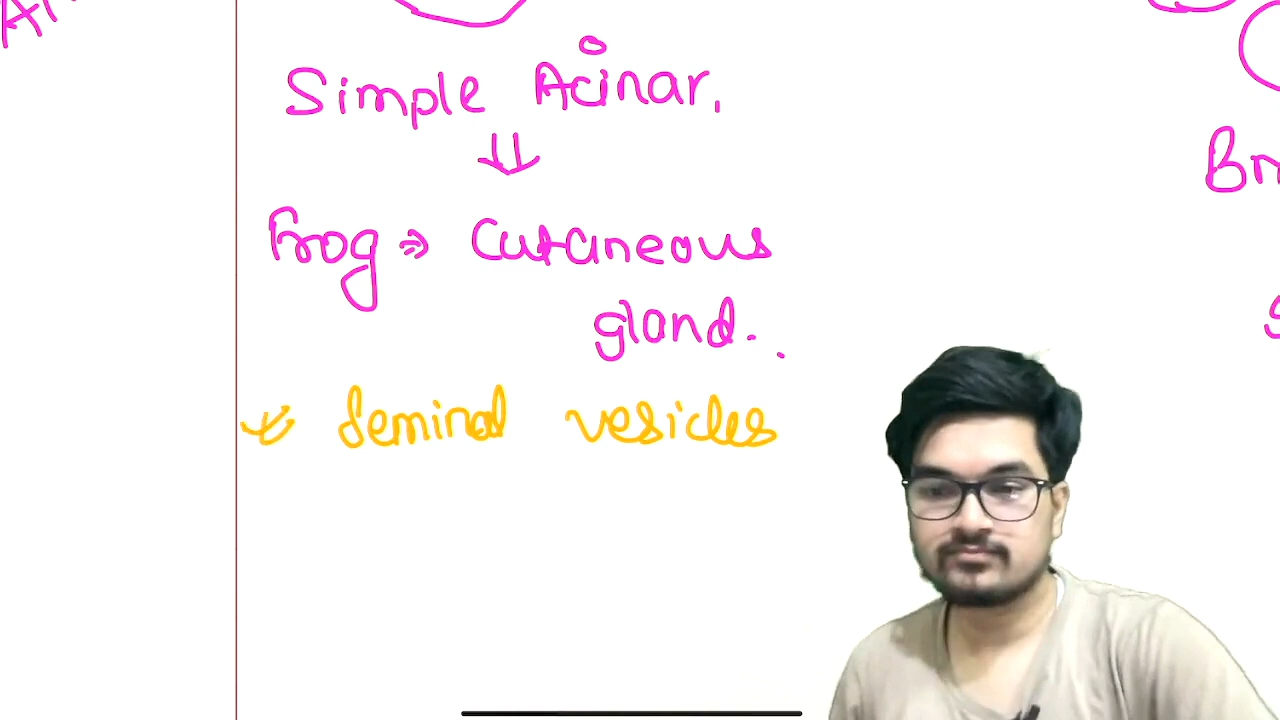 Simple Acinar.
Frog ⇒ Cutaneous
gland.
Seminal vesicles